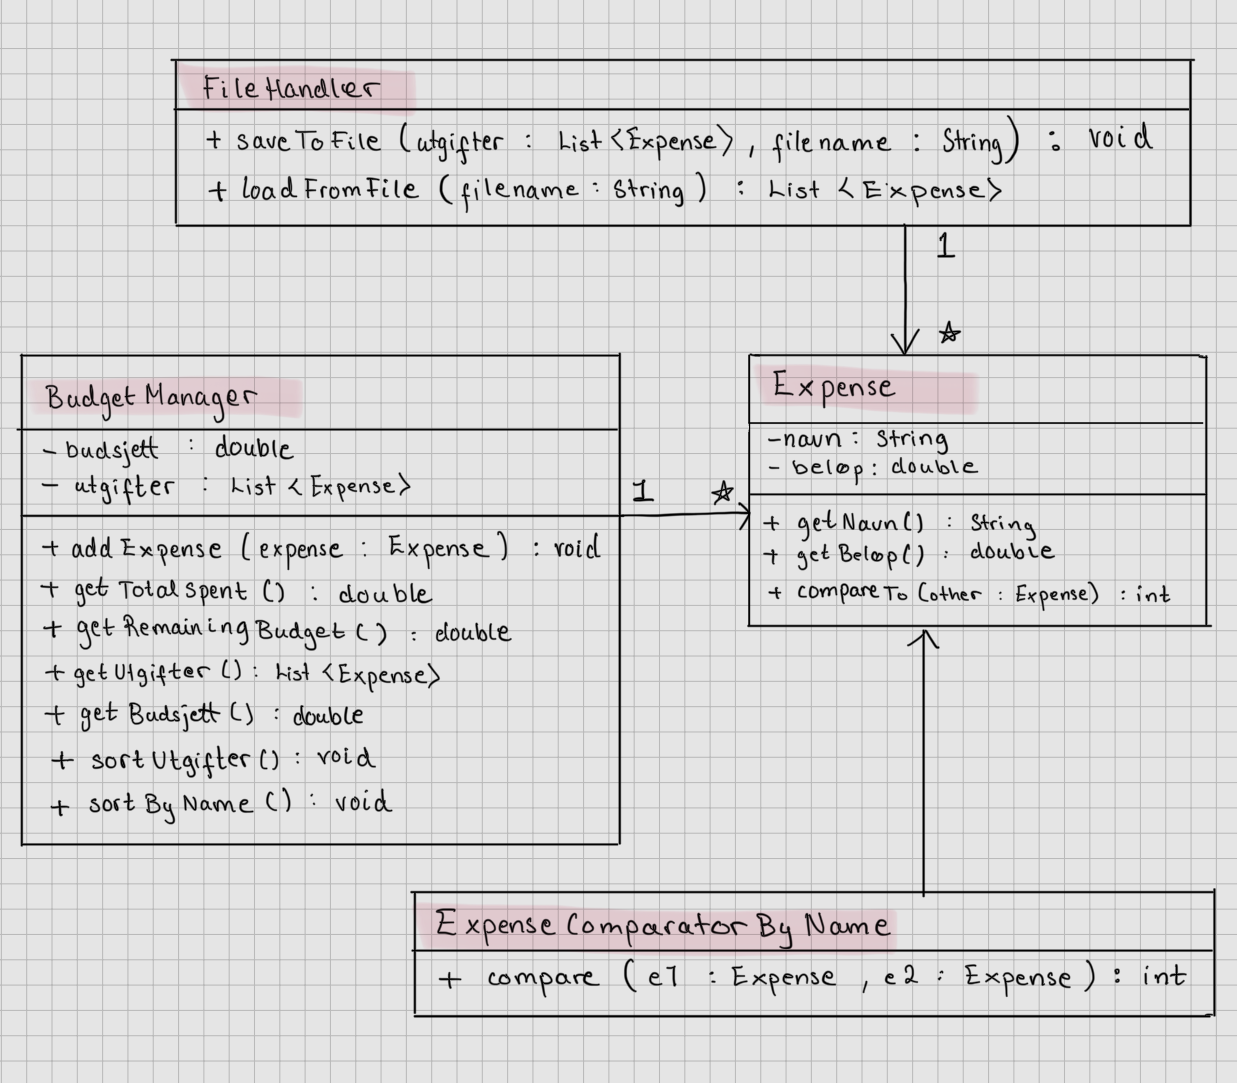 FileHandler
+ saveToFile (utgifter : List <Expense>, filename : String) : void
+ loadFromFile (filename : String) : List <Expense>
1
*
Budget Manager
- budsjett : double
- utgifter : List <Expense>
+ addExpense (expense : Expense) : void
+ getTotalSpent () : double
+ getRemainingBudget () : double
+ getUtgifter () : List <Expense>
+ getBudsjett () : double
+ sortUtgifter () : void
+ sortByName () : void
1 *
Expense
- navn : String
- belop : double
+ getNavn () : String
+ getBelop () : double
+ compareTo (other : Expense) : int
ExpenseComparatorByName
+ compare (e1 : Expense, e2 : Expense) : int